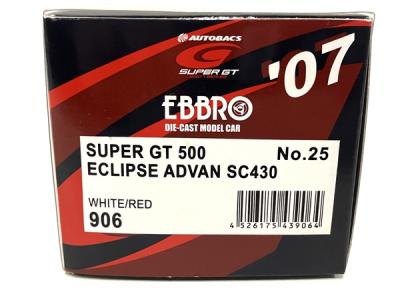 AUTOBACS
SUPER GT
'07
EBBRO
DIE-CAST MODEL CAR
SUPER GT 500 No.25
ECLIPSE ADVAN SC430
WHITE/RED
906
4 526175 439064